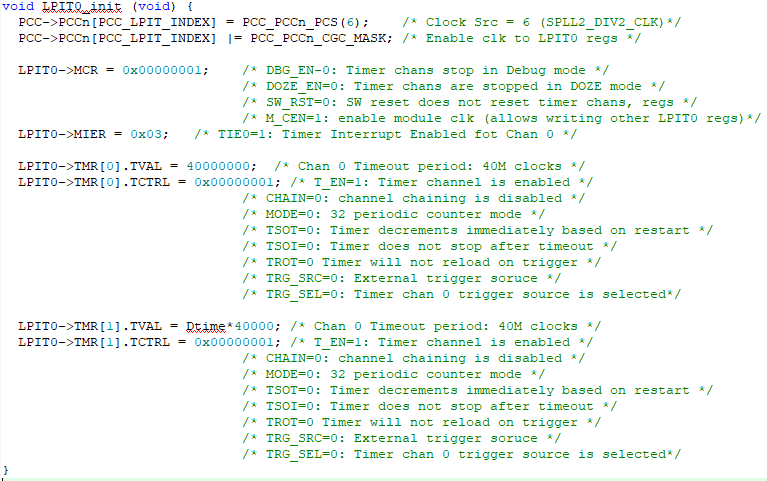 void LPIT0_init (void) {
  PCC->PCCn[PCC_LPIT_INDEX] = PCC_PCCn_PCS(6);    /* Clock Src = 6 (SPLL2_DIV2_CLK)*/
  PCC->PCCn[PCC_LPIT_INDEX] |= PCC_PCCn_CGC_MASK; /* Enable clk to LPIT0 regs */
  LPIT0->MCR = 0x00000001;    /* DBG_EN-0: Timer chans stop in Debug mode */
                              /* DOZE_EN=0: Timer chans are stopped in DOZE mode */
                              /* SW_RST=0: SW reset does not reset timer chans, regs */
                              /* M_CEN=1: enable module clk (allows writing other LPIT0 regs)*/
  LPIT0->MIER = 0x03;   /* TIE0=1: Timer Interrupt Enabled fot Chan 0 */
  LPIT0->TMR[0].TVAL = 40000000;  /* Chan 0 Timeout period: 40M clocks */
  LPIT0->TMR[0].TCTRL = 0x00000001; /* T_EN=1: Timer channel is enabled */
                              /* CHAIN=0: channel chaining is disabled */
                              /* MODE=0: 32 periodic counter mode */
                              /* TSOT=0: Timer decrements immediately based on restart */
                              /* TSOI=0: Timer does not stop after timeout */
                              /* TROT=0 Timer will not reload on trigger */
                              /* TRG_SRC=0: External trigger soruce */
                              /* TRG_SEL=0: Timer chan 0 trigger source is selected*/
  LPIT0->TMR[1].TVAL = Dtime*40000; /* Chan 0 Timeout period: 40M clocks */
  LPIT0->TMR[1].TCTRL = 0x00000001; /* T_EN=1: Timer channel is enabled */
                              /* CHAIN=0: channel chaining is disabled */
                              /* MODE=0: 32 periodic counter mode */
                              /* TSOT=0: Timer decrements immediately based on restart */
                              /* TSOI=0: Timer does not stop after timeout */
                              /* TROT=0 Timer will not reload on trigger */
                              /* TRG_SRC=0: External trigger soruce */
                              /* TRG_SEL=0: Timer chan 0 trigger source is selected*/
}